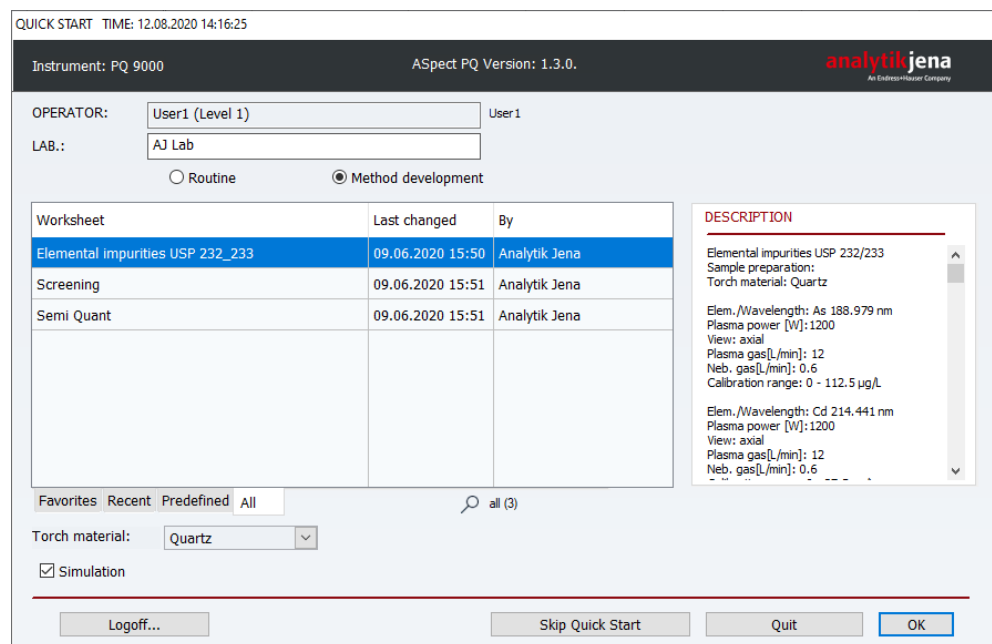 QUICK START TIME: 12.08.2020 14:16:25
Instrument: PQ 9000
ASpect PQ Version: 1.3.0.
analytikjena
An Endress+Hauser Company
OPERATOR:
User1 (Level 1)
User1
LAB.:
AJ Lab
Routine
Method development
Worksheet
Last changed
By
Elemental impurities USP 232_233
09.06.2020 15:50
Analytik Jena
Screening
09.06.2020 15:51
Analytik Jena
Semi Quant
09.06.2020 15:51
Analytik Jena
DESCRIPTION
Elemental impurities USP 232/233
Sample preparation:
Torch material: Quartz
Elem./Wavelength: As 188.979 nm
Plasma power [W]:1200
View: axial
Plasma gas[L/min]: 12
Neb. gas[L/min]: 0.6
Calibration range: 0 - 112.5 µg/L
Elem./Wavelength: Cd 214.441 nm
Plasma power [W]:1200
View: axial
Plasma gas[L/min]: 12
Neb. gas[L/min]: 0.6
Favorites
Recent
Predefined
All
all (3)
Torch material:
Quartz
Simulation
Logoff...
Skip Quick Start
Quit
OK